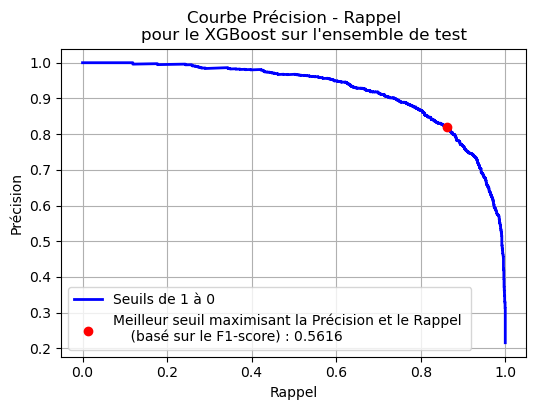 Courbe Précision - Rappel
pour le XGBoost sur l'ensemble de test
1.0
0.9
0.8
0.7
0.6
0.5
0.4
0.3
0.2
Précision
Seuils de 1 à 0
Meilleur seuil maximisant la Précision et le Rappel
(basé sur le F1-score) : 0.5616
0.0 0.2 0.4 0.6 0.8 1.0
Rappel